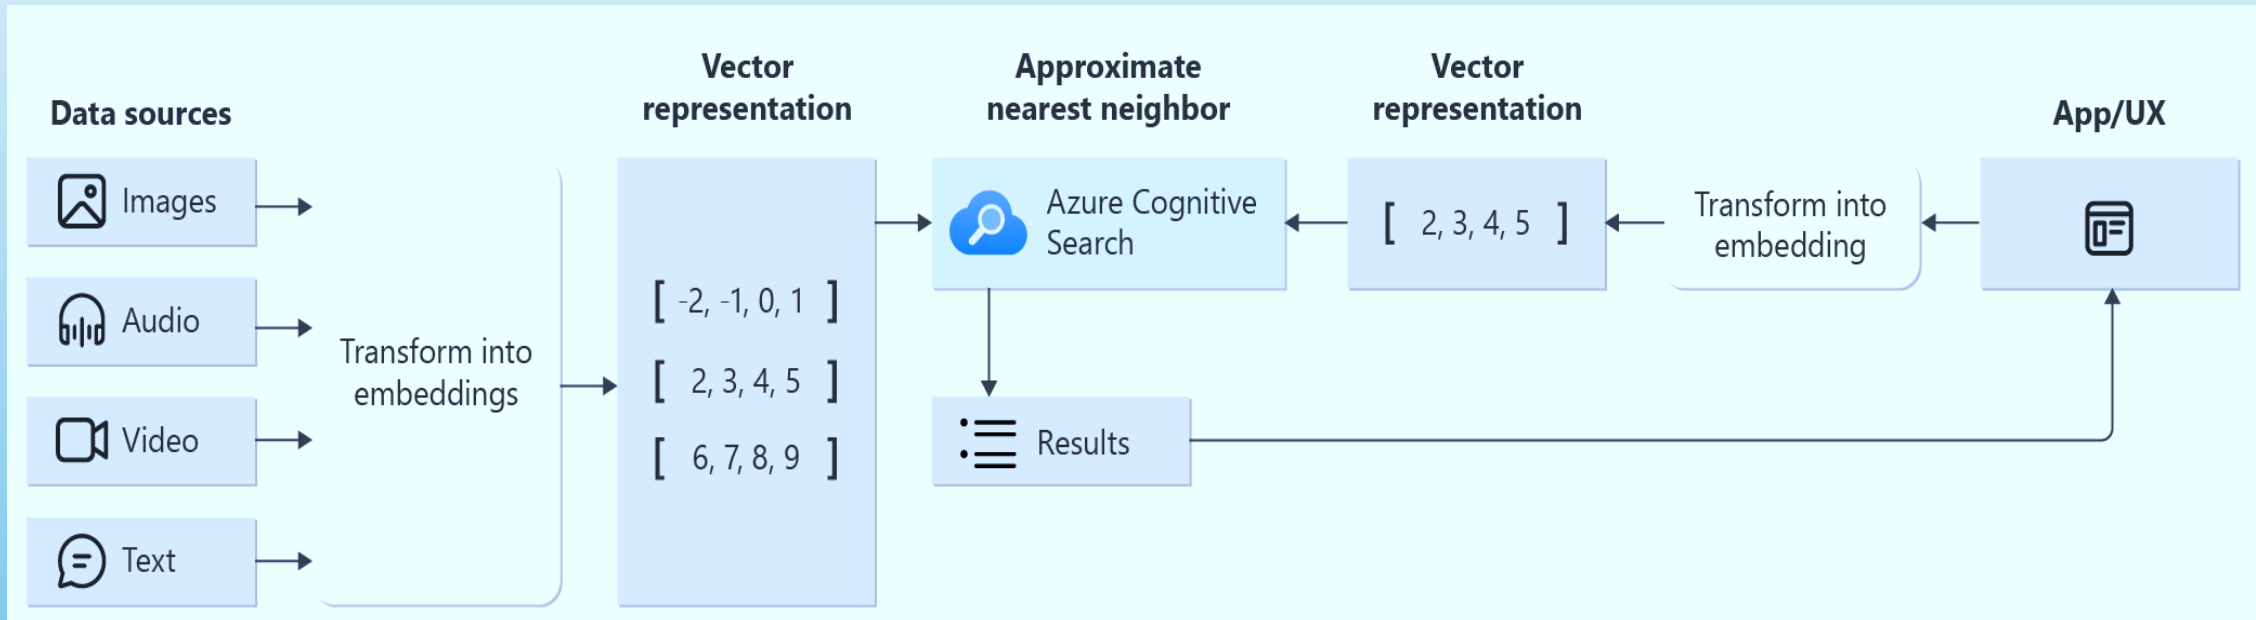 Data sources
Images
Audio
Video
Text
Transform into
embeddings
Vector
representation
[ -2, -1, 0, 1 ]
[ 2, 3, 4, 5 ]
[ 6, 7, 8, 9 ]
Approximate
nearest neighbor
Azure Cognitive
Search
Results
Vector
representation
[ 2, 3, 4, 5 ]
Transform into
embedding
App/UX